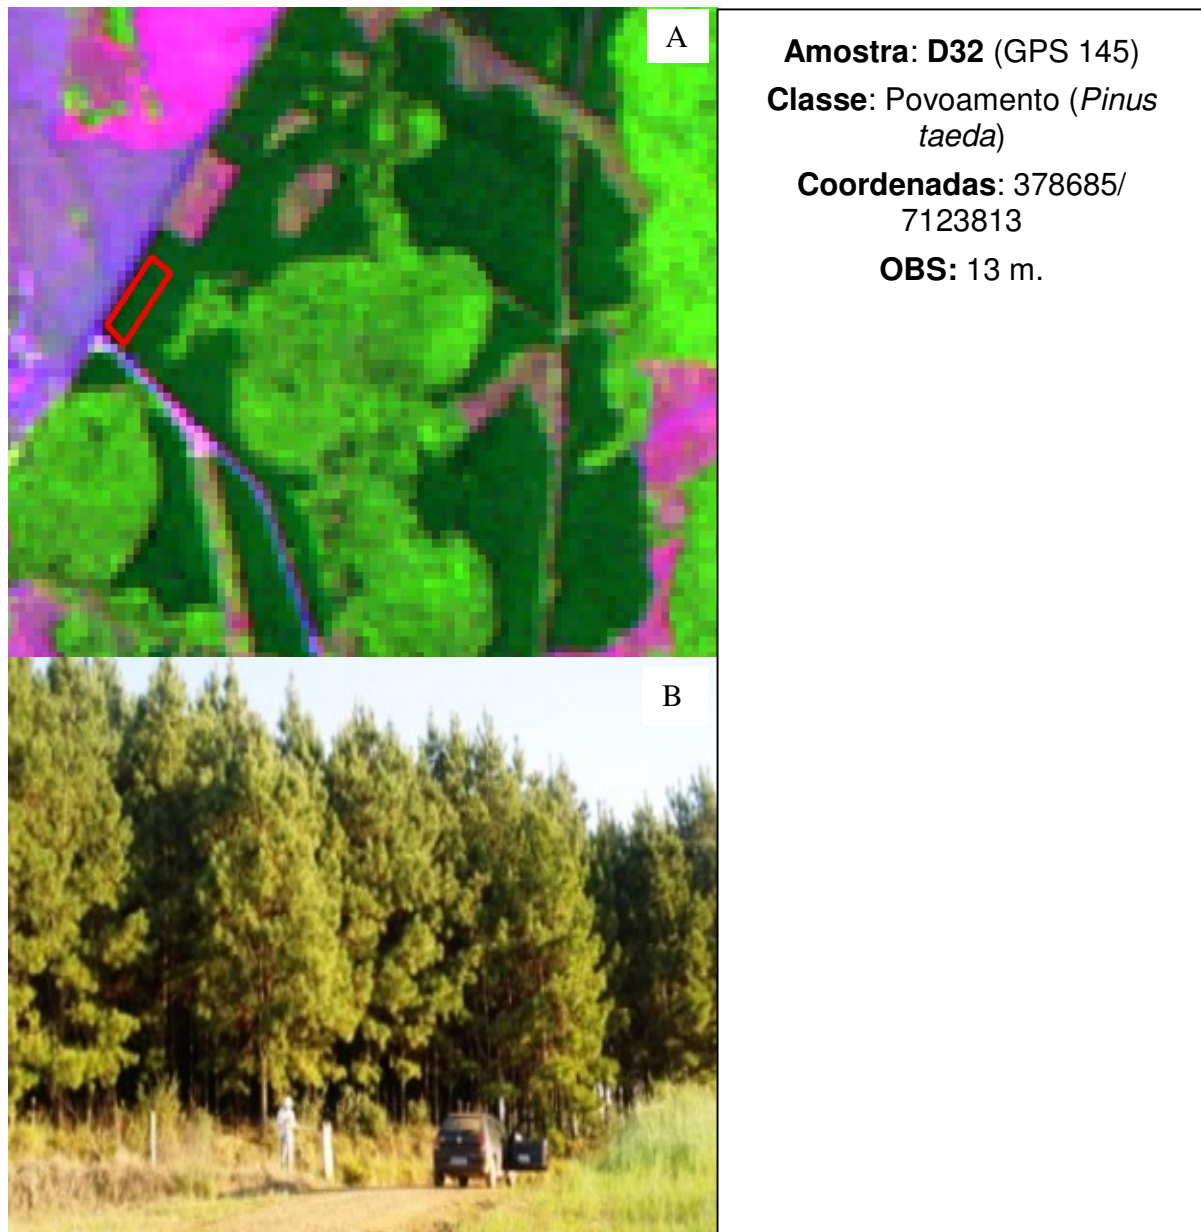 A
Amostra: D32 (GPS 145)
Classe: Povoamento (Pinus
taeda)
Coordenadas: 378685/
7123813
OBS: 13 m.
B